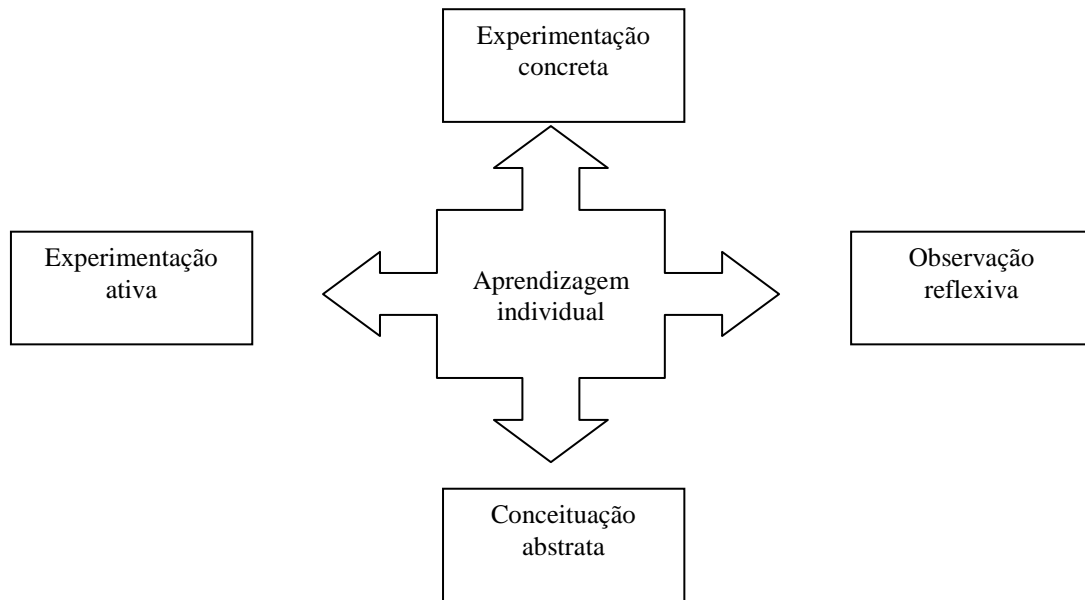 Experimentação
concreta
Experimentação
ativa
Aprendizagem
individual
Observação
reflexiva
Conceituação
abstrata